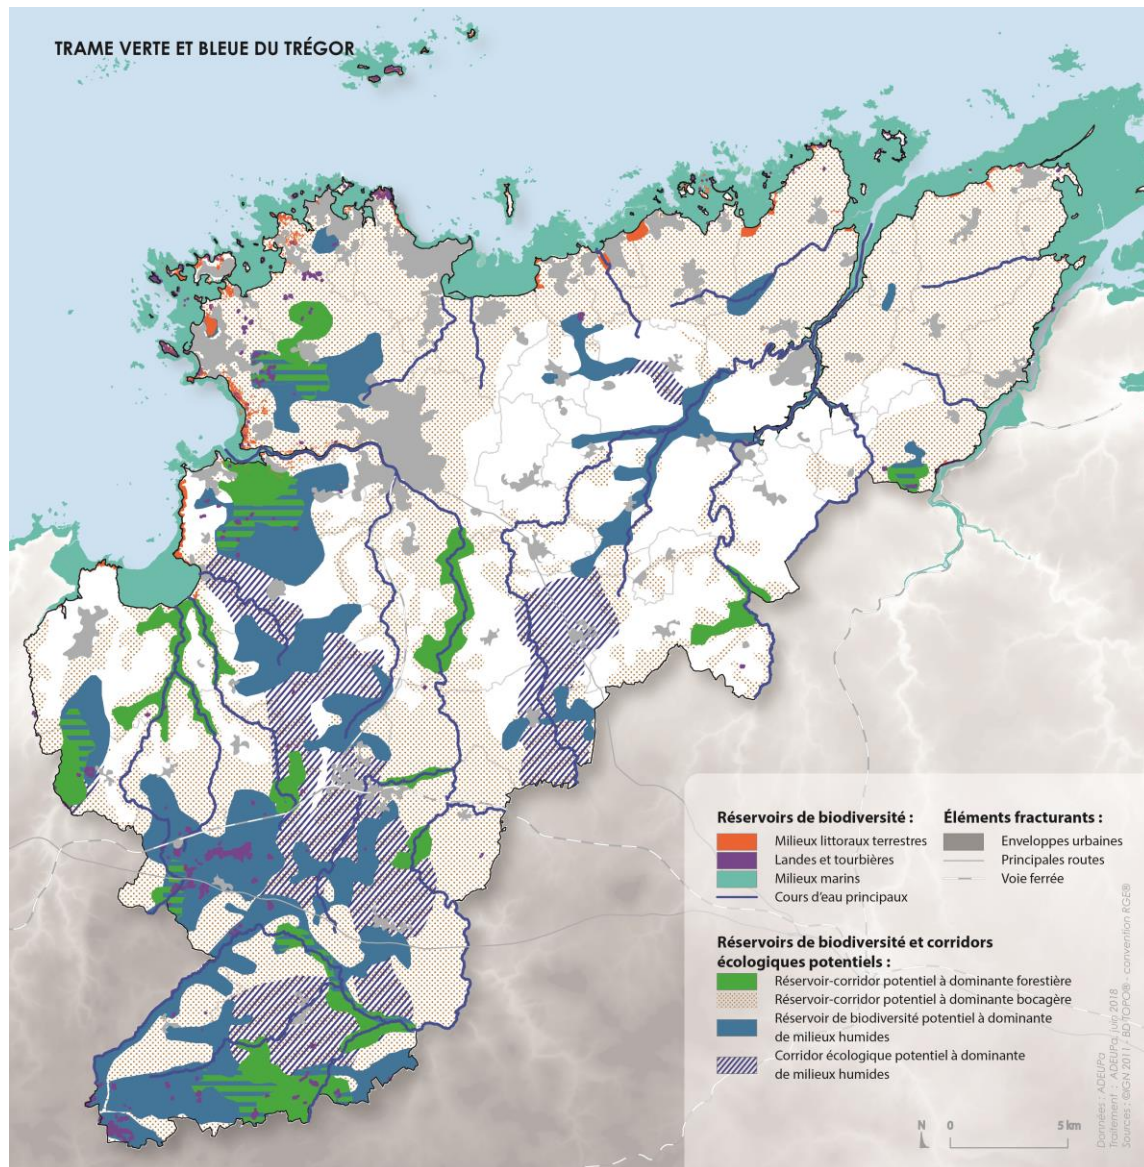 TRAME VERTE ET BLEUE DU TRÉGOR
Réservoirs de biodiversité :
Milieux littoraux terrestres
Landes et tourbières
Milieux marins
Cours d'eau principaux
Éléments fracturants :
Enveloppes urbaines
Principales routes
Voie ferrée
Réservoirs de biodiversité et corridors
écologiques potentiels :
Réservoir-corridor potentiel à dominante forestière
Réservoir-corridor potentiel à dominante bocagère
Réservoir de biodiversité potentiel à dominante
de milieux humides
Corridor écologique potentiel à dominante
de milieux humides
N 0 5 km
Données : ADEUPa
Traitement : ADEUPa, juin 2018
Sources : ©IGN 2011 - BD/TOPO® - convention RGE®